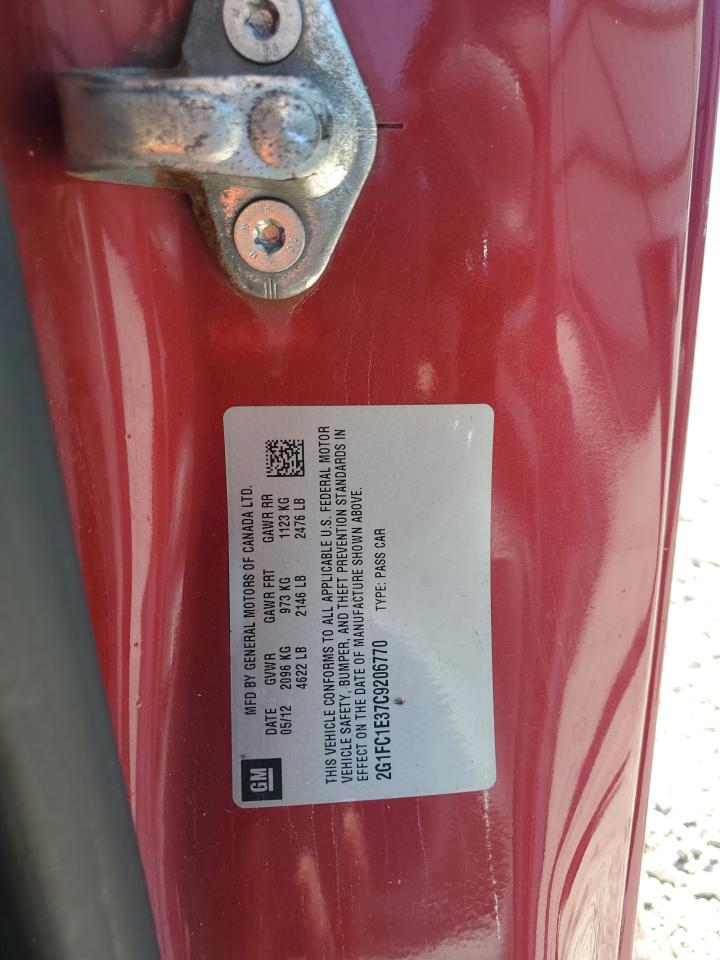 GM
MFD BY GENERAL MOTORS OF CANADA LTD.
DATE GVWR GAWR FRT GAWR RR
05/12 2096 KG 973 KG 1123 KG
4622 LB 2146 LB 2476 LB
THIS VEHICLE CONFORMS TO ALL APPLICABLE U.S. FEDERAL MOTOR
VEHICLE SAFETY, BUMPER, AND THEFT PREVENTION STANDARDS IN
EFFECT ON THE DATE OF MANUFACTURE SHOWN ABOVE.
2G1FC1E37C9206770 TYPE: PASS CAR